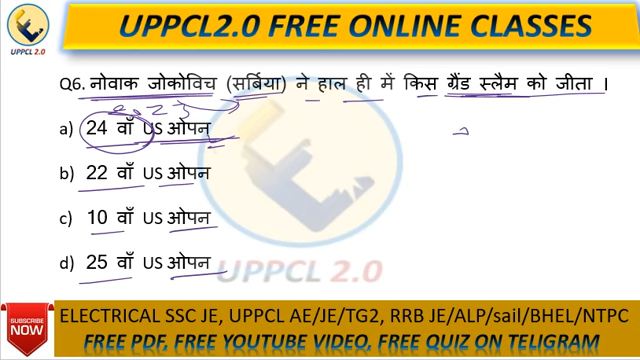 UPPCL2.0 FREE ONLINE CLASSES
UPPCL 2.0
Q6. नोवाक जोकोविच (सर्बिया) ने हाल ही में किस ग्रैंड स्लैम को जीता ।
2023
a) 24 वाँ US ओपन
b) 22 वाँ US ओपन
c) 10 वाँ US ओपन
d) 25 वाँ US ओपन
UPPCL 2.0
SUBSCRIBE
NOW
ELECTRICAL SSC JE, UPPCL AE/JE/TG2, RRB JE/ALP/sail/BHEL/NTPC
FREE PDF, FREE YOUTUBE VIDEO, FREE QUIZ ON TELIGRAM